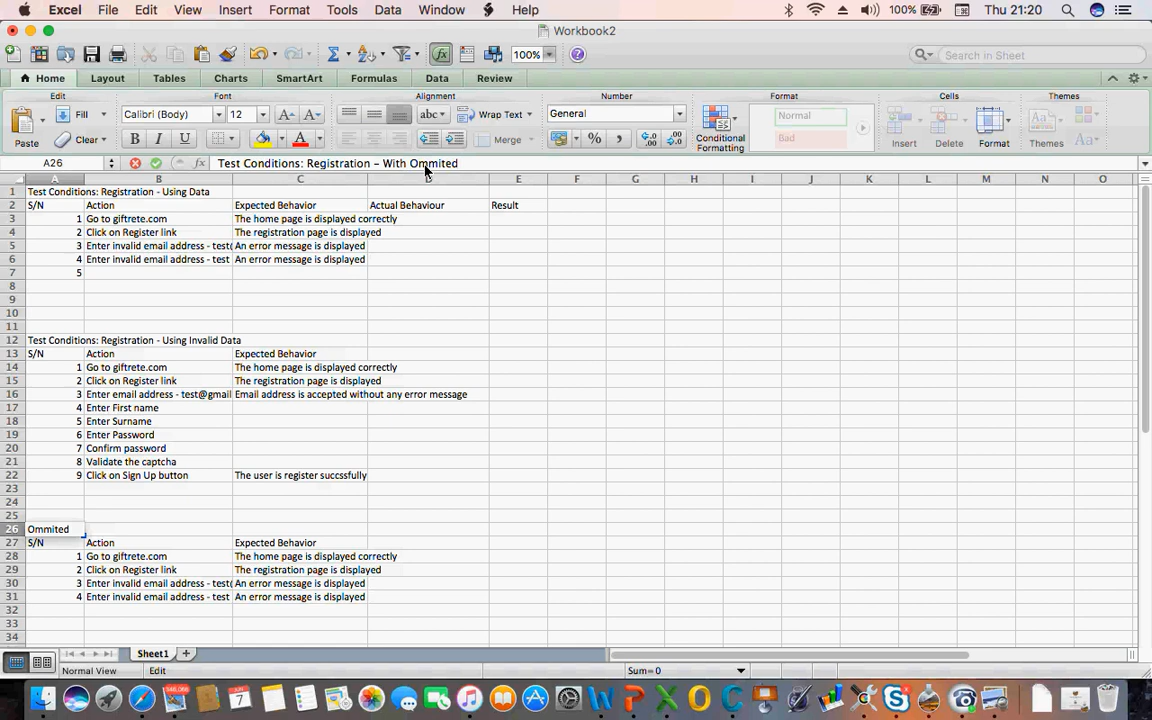 Excel File Edit View Insert Format Tools Data Window Help 100% Thu 21:20
Workbook2
100% Search in Sheet
Home Layout Tables Charts SmartArt Formulas Data Review
Edit Font Alignment Number Format Cells Themes
Fill Calibri (Body) 12 A A abc Wrap Text General Normal
Paste Clear B I U A Merge % Conditional Formatting Bad Insert Delete Format Themes Aa
A26 fx Test Conditions: Registration – With Ommited
A B C D E F G H I J K L M N O
1 Test Conditions: Registration - Using Data
2 S/N Action Expected Behavior Actual Behaviour Result
3 1 Go to giftrete.com The home page is displayed correctly
4 2 Click on Register link The registration page is displayed
5 3 Enter invalid email address - test@ An error message is displayed
6 4 Enter invalid email address - test An error message is displayed
7 5
8
9
10
11
12 Test Conditions: Registration - Using Invalid Data
13 S/N Action Expected Behavior
14 1 Go to giftrete.com The home page is displayed correctly
15 2 Click on Register link The registration page is displayed
16 3 Enter email address - test@gmail Email address is accepted without any error message
17 4 Enter First name
18 5 Enter Surname
19 6 Enter Password
20 7 Confirm password
21 8 Validate the captcha
22 9 Click on Sign Up button The user is register succssfully
23
24
25
26 Ommited
27 S/N Action Expected Behavior
28 1 Go to giftrete.com The home page is displayed correctly
29 2 Click on Register link The registration page is displayed
30 3 Enter invalid email address - test@ An error message is displayed
31 4 Enter invalid email address - test An error message is displayed
32
33
34
Sheet1
Normal View Edit Sum=0